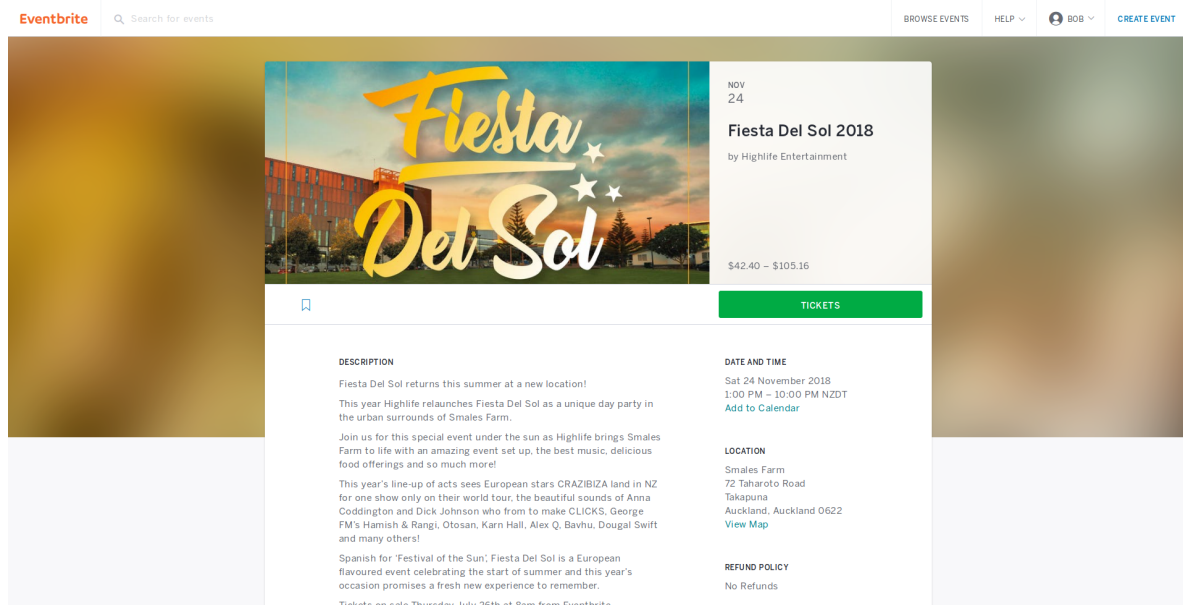 Eventbrite
Search for events
BROWSE EVENTS
HELP
BOB
CREATE EVENT
Fiesta
Del Sol
NOV
24
Fiesta Del Sol 2018
by Highlife Entertainment
$42.40 – $105.16
TICKETS
DESCRIPTION
Fiesta Del Sol returns this summer at a new location!
This year Highlife relaunches Fiesta Del Sol as a unique day party in
the urban surrounds of Smales Farm.
Join us for this special event under the sun as Highlife brings Smales
Farm to life with an amazing event set up, the best music, delicious
food offerings and so much more!
This year's line-up of acts sees European stars CRAZIBIZA land in NZ
for one show only on their world tour, the beautiful sounds of Anna
Coddington and Dick Johnson who from to make CLICKS, George
FM's Hamish & Rangi, Otosan, Karn Hall, Alex Q, Bavhu, Dougal Swift
and many others!
Spanish for 'Festival of the Sun', Fiesta Del Sol is a European
flavoured event celebrating the start of summer and this year's
occasion promises a fresh new experience to remember.
Tickets on sale Thursday July 26th at 8am from Eventbrite
DATE AND TIME
Sat 24 November 2018
1:00 PM – 10:00 PM NZDT
Add to Calendar
LOCATION
Smales Farm
72 Taharoto Road
Takapuna
Auckland, Auckland 0622
View Map
REFUND POLICY
No Refunds